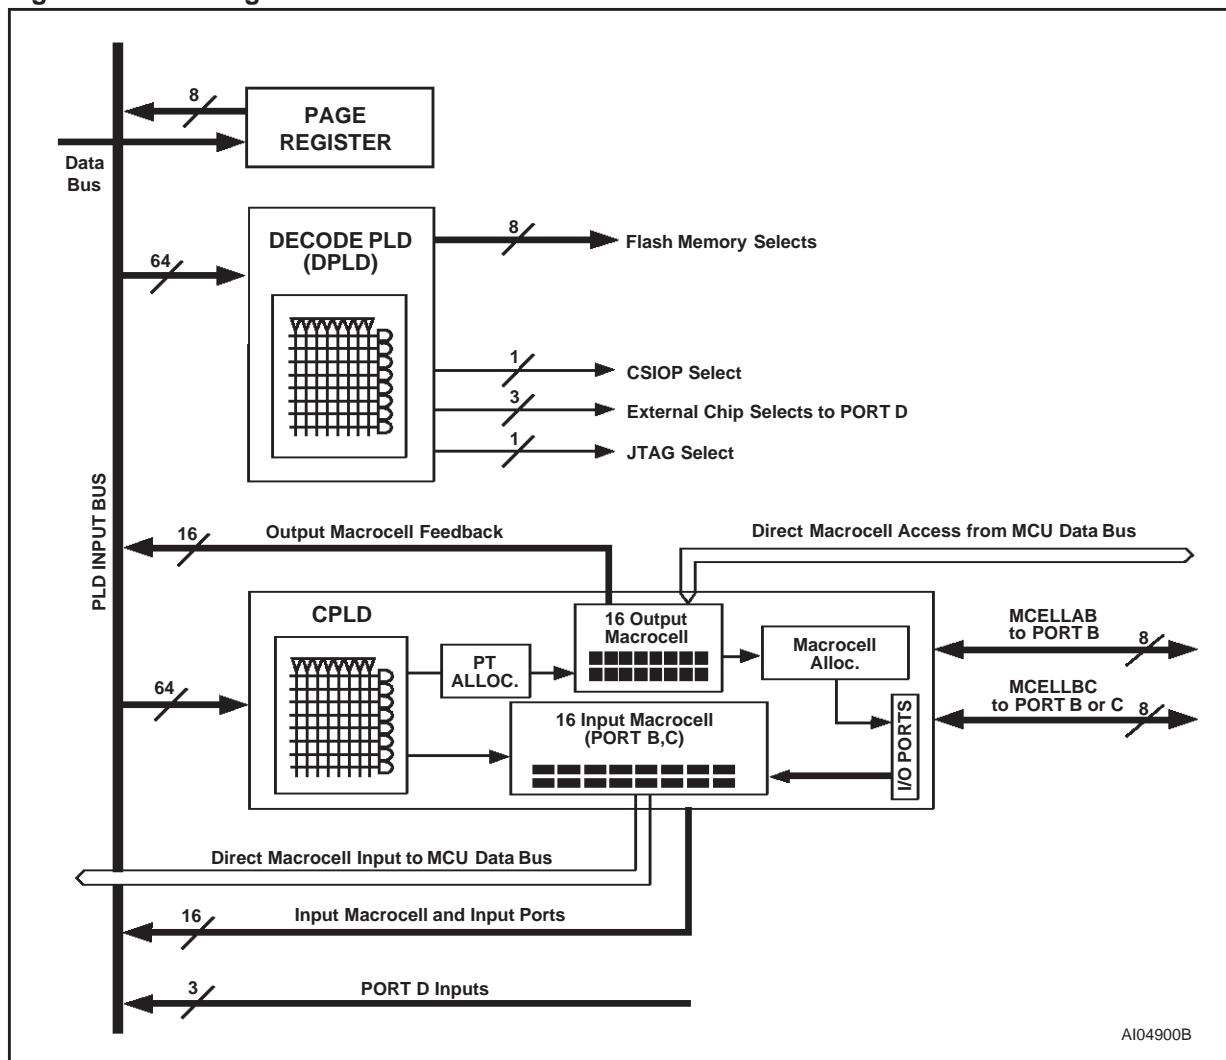 8
PAGE
REGISTER
Data
Bus
DECODE PLD
(DPLD)
8
Flash Memory Selects
64
1
CSIOP Select
3
External Chip Selects to PORT D
1
JTAG Select
PLD INPUT BUS
16
Output Macrocell Feedback
Direct Macrocell Access from MCU Data Bus
CPLD
16 Output
Macrocell
Macrocell
Alloc.
MCELLAB
to PORT B
8
PT
ALLOC.
64
MCELLBC
to PORT B or C
8
16 Input Macrocell
(PORT B,C)
I/O PORTS
Direct Macrocell Input to MCU Data Bus
16
Input Macrocell and Input Ports
3
PORT D Inputs
AI04900B